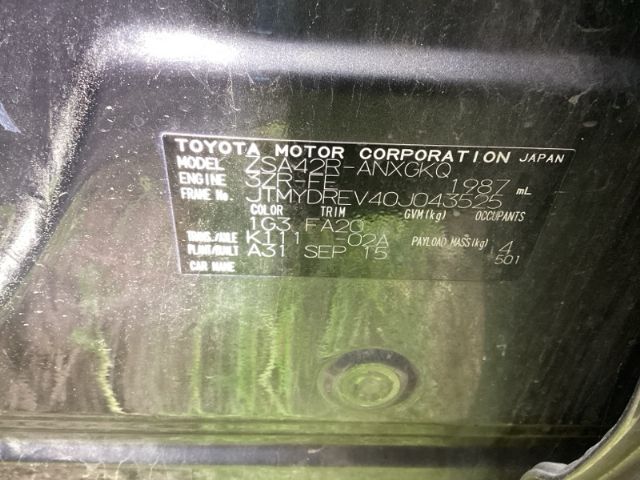 TOYOTA MOTOR CORPORATION JAPAN
MODEL ZSA42R-ANXGKQ
ENGINE 3ZR-FE 1987 mL
FRAME No. JTMYDREV40J043525
COLOR TRIM GVM(kg) OCCUPANTS
1G3 FA20
TRANS./AXLE K111 -02A PAYLOAD MASS(kg) 4
PLANT/BUILT A31 SEP 15 501
CAR NAME